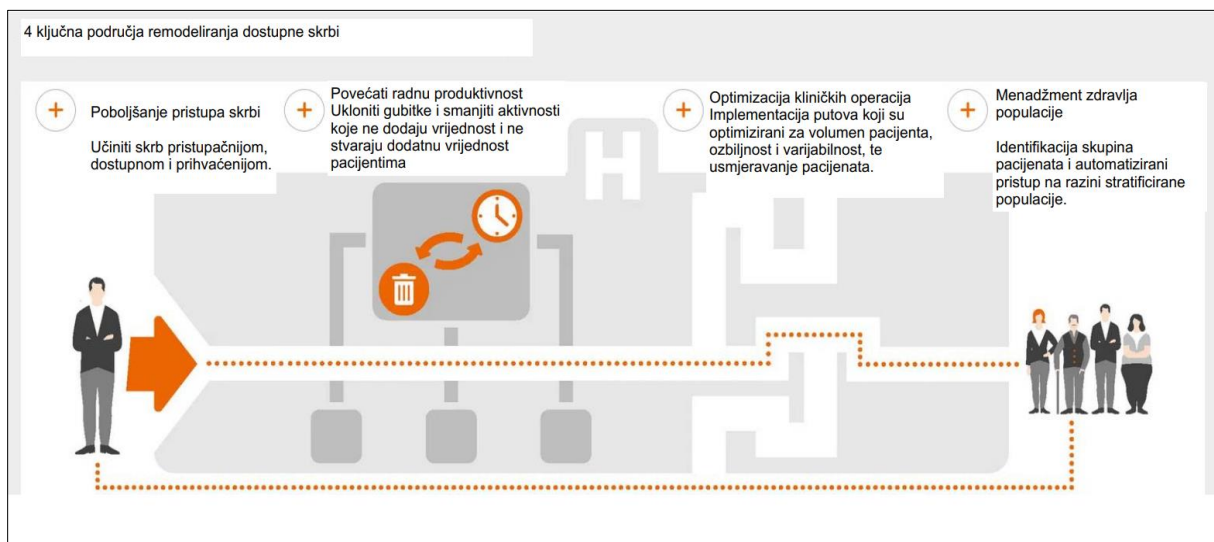 4 ključna područja remodeliranja dostupne skrbi
Poboljšanje pristupa skrbi
Učiniti skrb pristupačnijom,
dostupnom i prihvaćenijom.
Povećati radnu produktivnost
Ukloniti gubitke i smanjiti aktivnosti
koje ne dodaju vrijednost i ne
stvaraju dodatnu vrijednost
pacijentima
Optimizacija kliničkih operacija
Implementacija putova koji su
optimizirani za volumen pacijenta,
ozbiljnost i varijabilnost, te
usmjeravanje pacijenata.
Menadžment zdravlja
populacije
Identifikacija skupina
pacijenata i automatizirani
pristup na razini stratificirane
populacije.
H